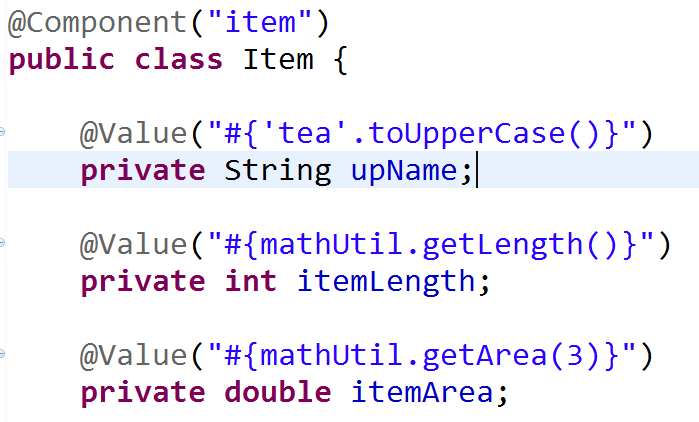 @Component("item")
public class Item {
@Value("#{'tea'.toUpperCase()}")
private String upName;
@Value("#{mathUtil.getLength()}")
private int itemLength;
@Value("#{mathUtil.getArea(3)}")
private double itemArea;